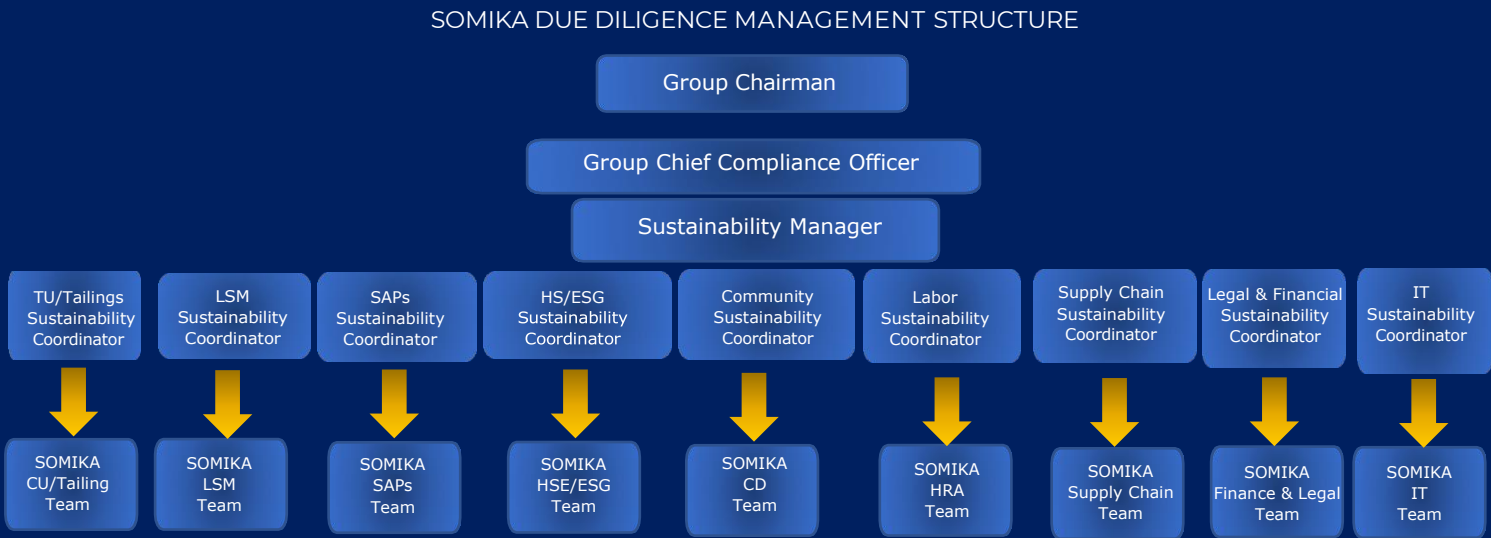 SOMIKA DUE DILIGENCE MANAGEMENT STRUCTURE
Group Chairman
Group Chief Compliance Officer
Sustainability Manager
TU/Tailings
Sustainability
Coordinator
LSM
Sustainability
Coordinator
SAPs
Sustainability
Coordinator
HS/ESG
Sustainability
Coordinator
Community
Sustainability
Coordinator
Labor
Sustainability
Coordinator
Supply Chain
Sustainability
Coordinator
Legal & Financial
Sustainability
Coordinator
IT
Sustainability
Coordinator
SOMIKA
CU/Tailing
Team
SOMIKA
LSM
Team
SOMIKA
SAPs
Team
SOMIKA
HSE/ESG
Team
SOMIKA
CD
Team
SOMIKA
HRA
Team
SOMIKA
Supply Chain
Team
SOMIKA
Finance & Legal
Team
SOMIKA
IT
Team